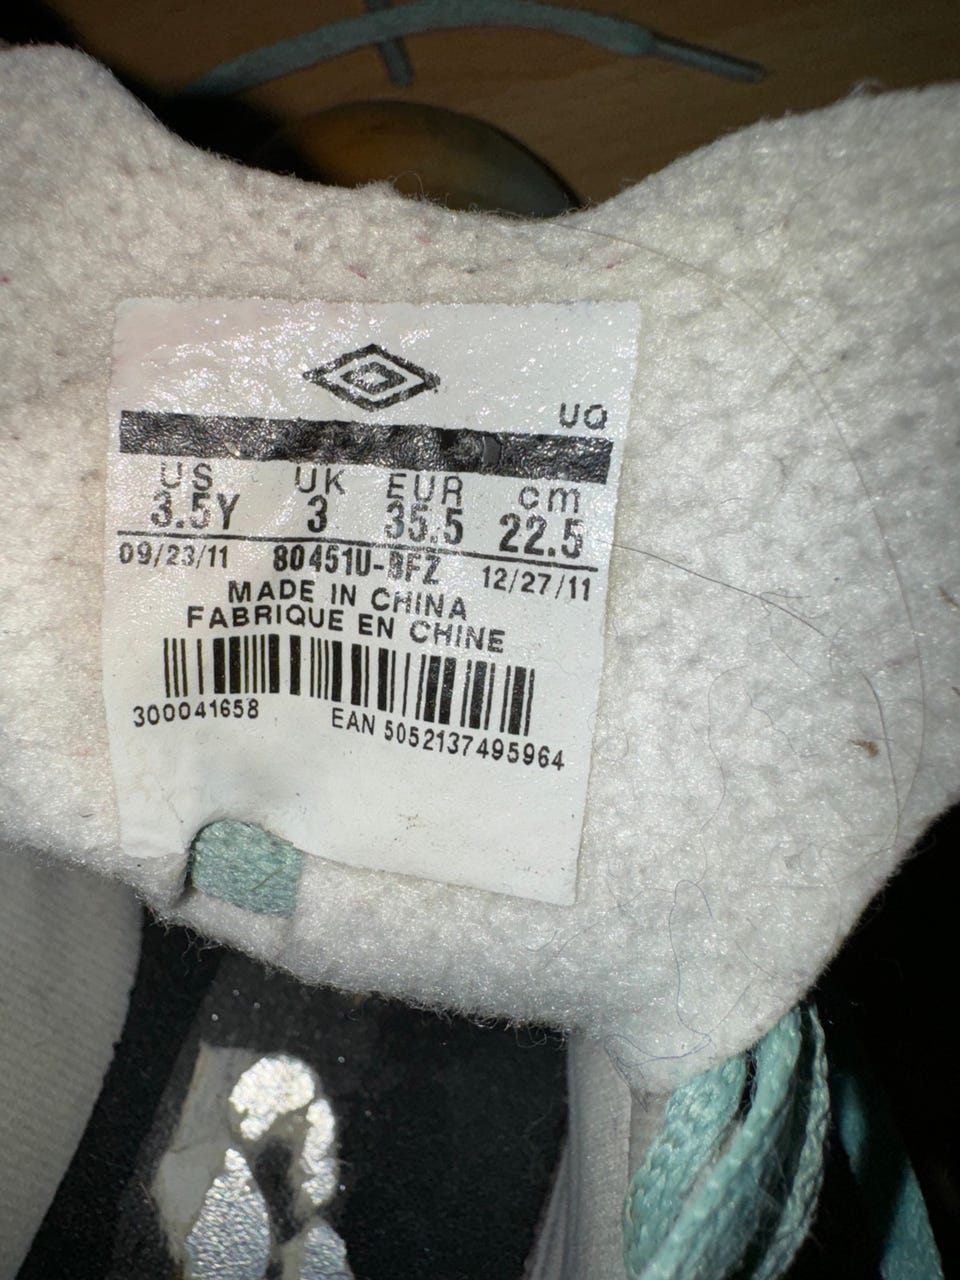 UQ
US UK EUR cm
3.5Y 3 35.5 22.5
09/23/11 80451U-BFZ 12/27/11
MADE IN CHINA
FABRIQUE EN CHINE
300041658 EAN 5052137495964